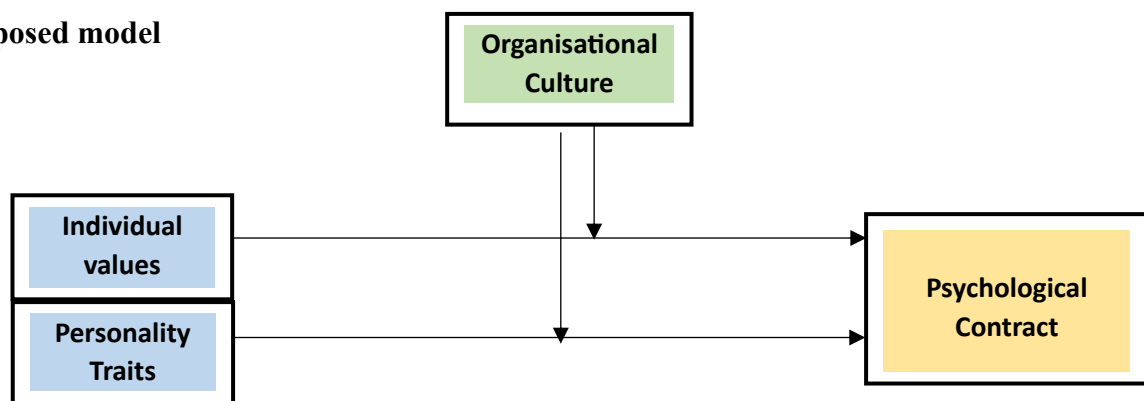 posed model
Organisational
Culture
Individual
values
Personality
Traits
Psychological
Contract